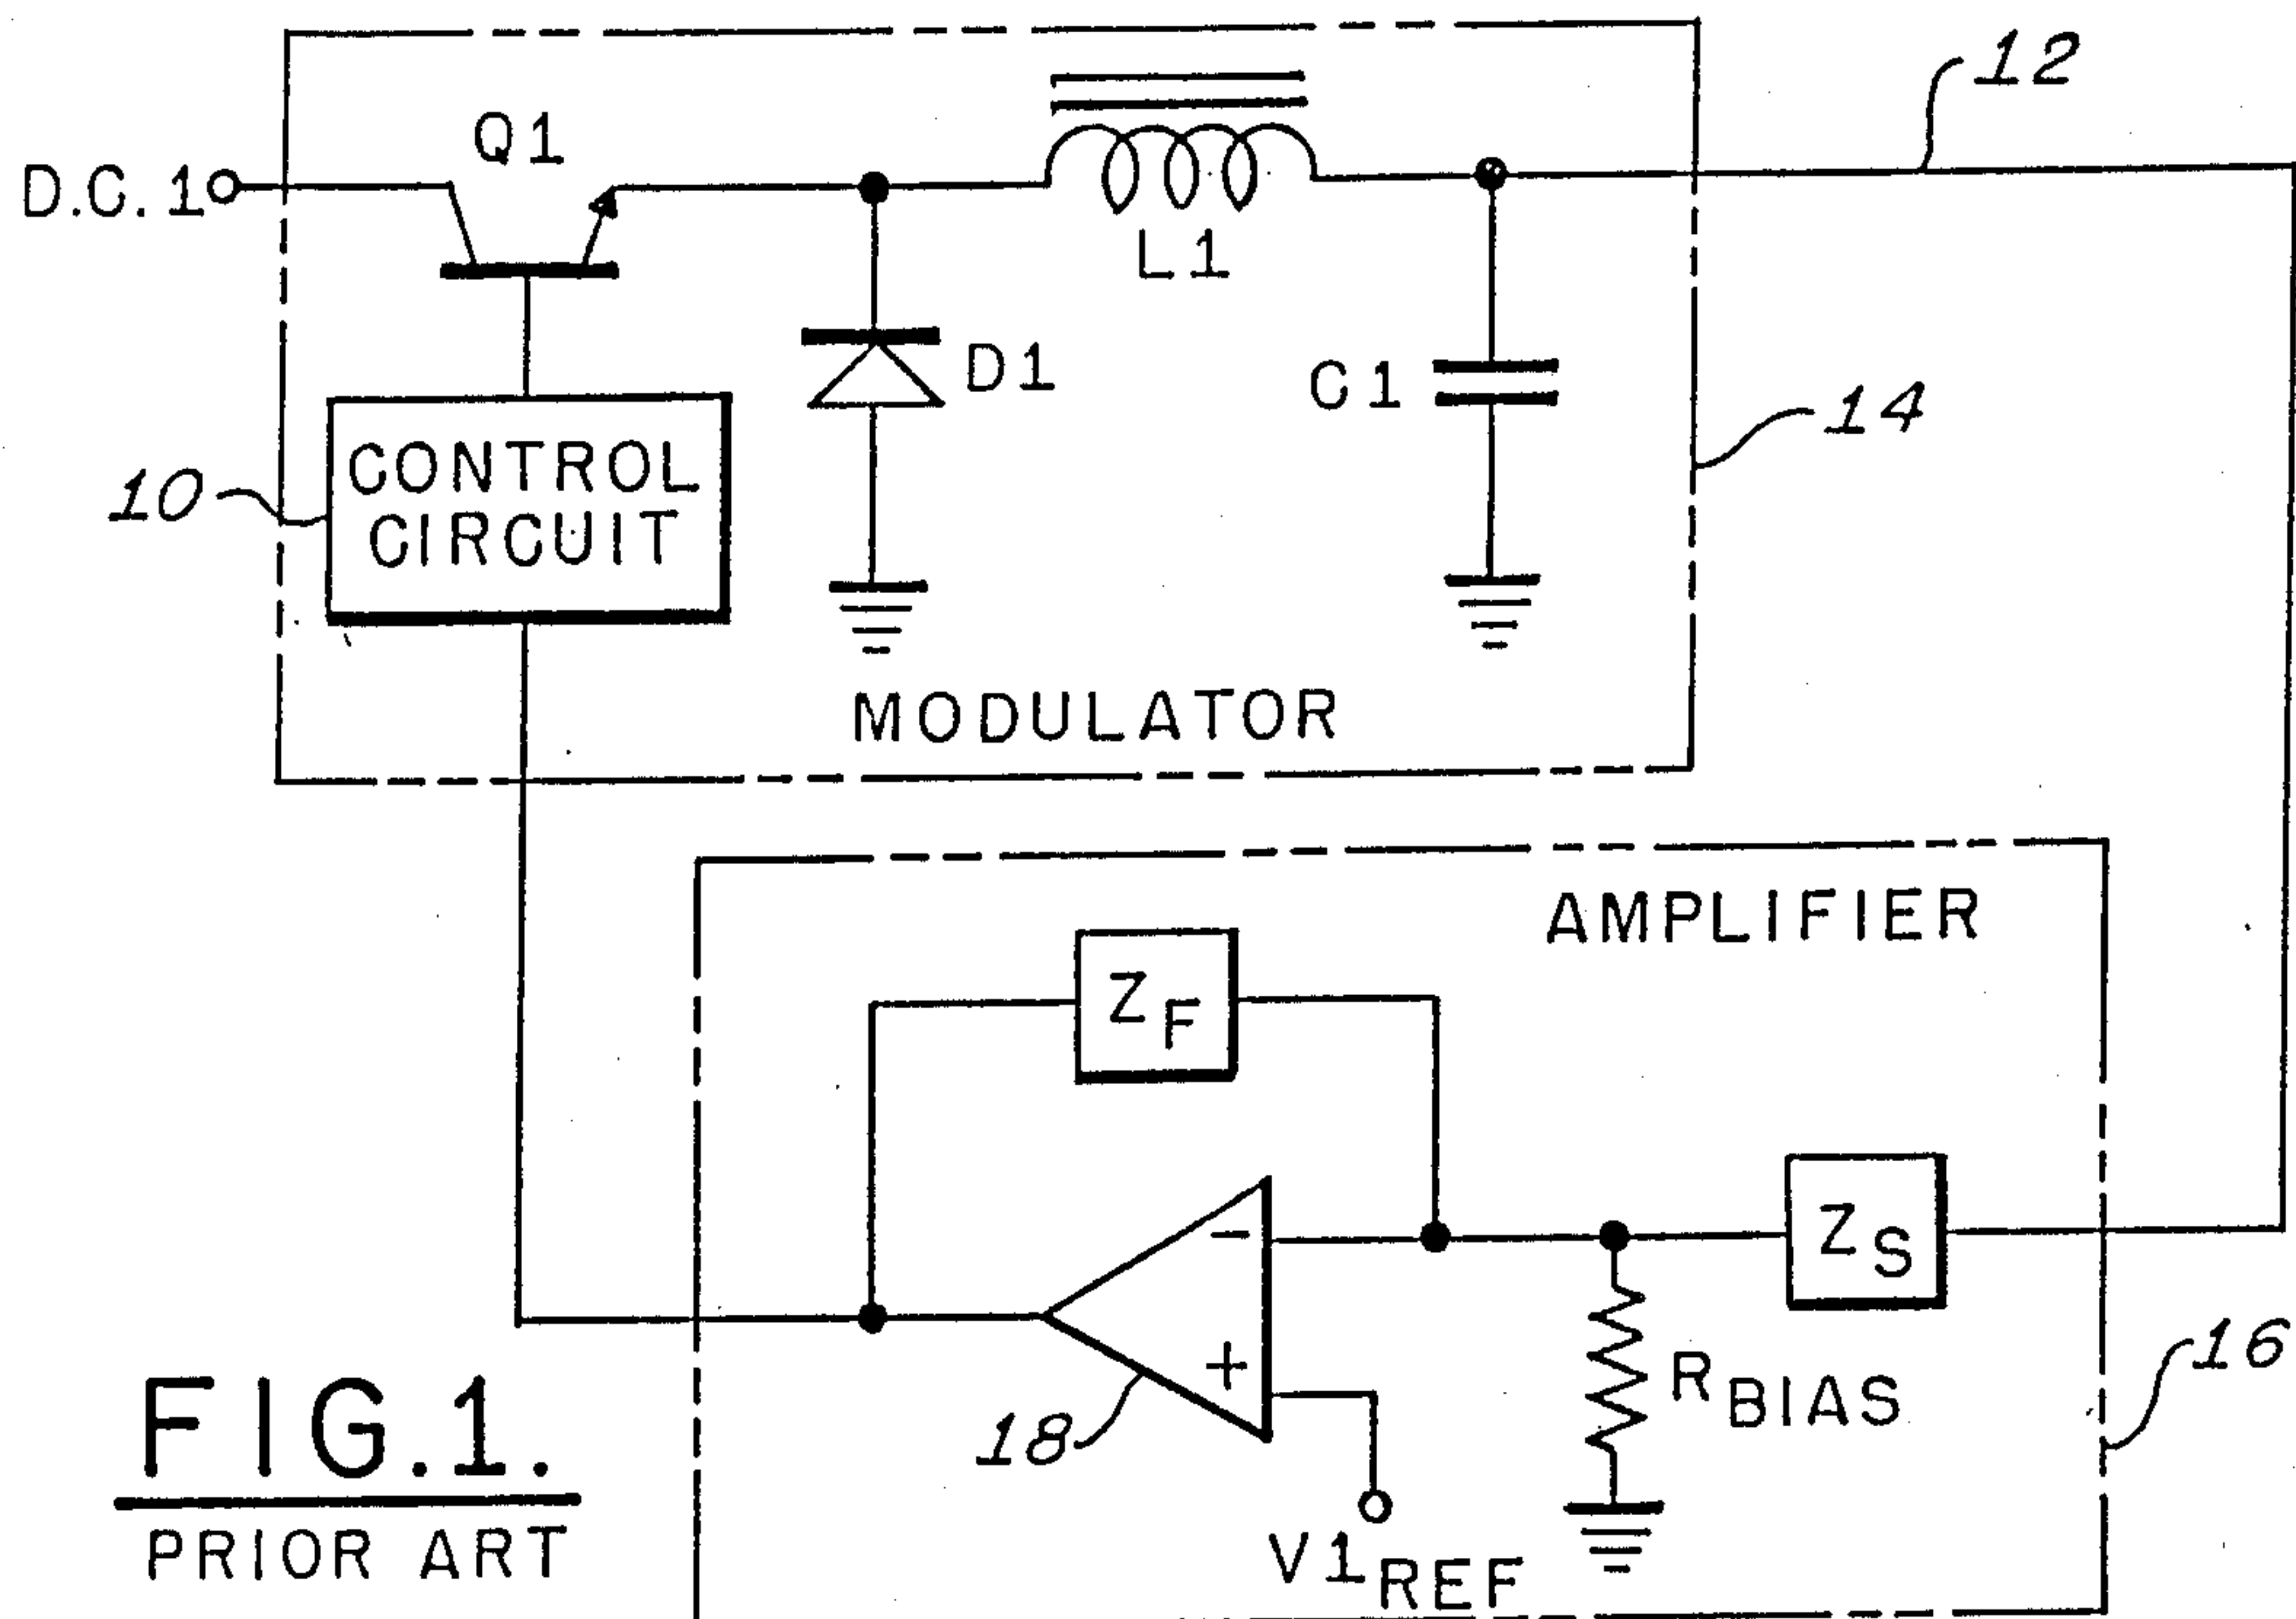 12
Q1
D.C. 1
L1
D1
C1
14
10
CONTROL
CIRCUIT
MODULATOR
AMPLIFIER
ZF
ZS
16
RBIAS
18
V1REF
FIG.1.
PRIOR ART